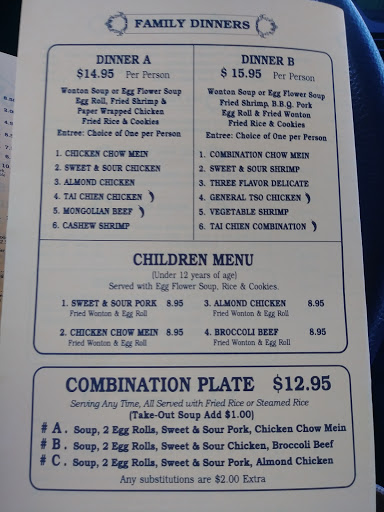 FAMILY DINNERS
DINNER A
$14.95 Per Person
Wonton Soup or Egg Flower Soup
Egg Roll, Fried Shrimp &
Paper Wrapped Chicken
Fried Rice & Cookies
Entree: Choice of One per Person
1. CHICKEN CHOW MEIN
2. SWEET & SOUR CHICKEN
3. ALMOND CHICKEN
4. TAI CHIEN CHICKEN
5. MONGOLIAN BEEF
6. CASHEW SHRIMP
DINNER B
$ 15.95 Per Person
Wonton Soup or Egg Flower Soup
Fried Shrimp, B.B.Q. Pork
Egg Roll & Fried Wonton
Fried Rice & Cookies
Entree: Choice of One per Person
1. COMBINATION CHOW MEIN
2. SWEET & SOUR SHRIMP
3. THREE FLAVOR DELICATE
4. GENERAL TSO CHICKEN
5. VEGETABLE SHRIMP
6. TAI CHIEN COMBINATION
CHILDREN MENU
(Under 12 years of age)
Served with Egg Flower Soup, Rice & Cookies.
1. SWEET & SOUR PORK 8.95
Fried Wonton & Egg Roll
2. CHICKEN CHOW MEIN 8.95
Fried Wonton & Egg Roll
3. ALMOND CHICKEN 8.95
Fried Wonton & Egg Roll
4. BROCCOLI BEEF 8.95
Fried Wonton & Egg Roll
COMBINATION PLATE $12.95
Serving Any Time, All Served with Fried Rice or Steamed Rice
(Take-Out Soup Add $1.00)
# A. Soup, 2 Egg Rolls, Sweet & Sour Pork, Chicken Chow Mein
# B. Soup, 2 Egg Rolls, Sweet & Sour Chicken, Broccoli Beef
# C. Soup, 2 Egg Rolls, Sweet & Sour Pork, Almond Chicken
Any substitutions are $2.00 Extra